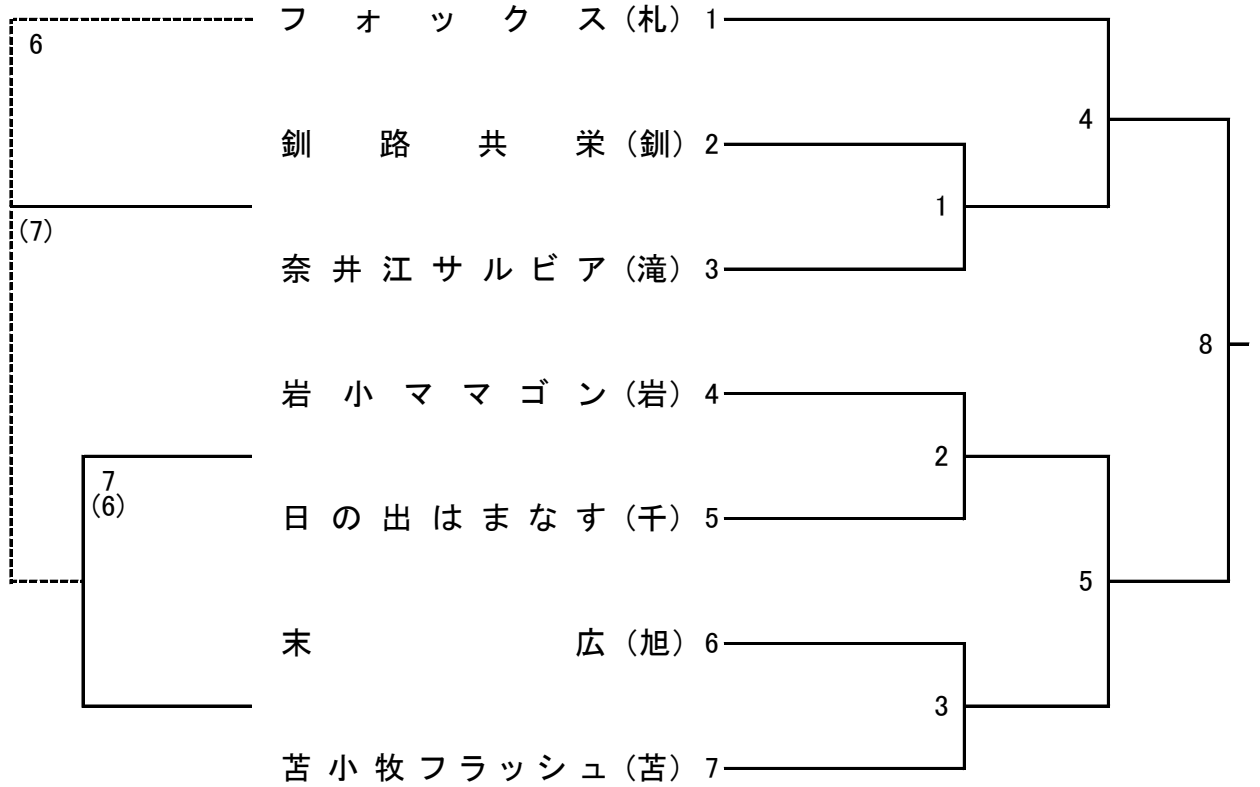 フォックス(札) 1
6
4
釧路共栄(釧) 2
1
(7)
奈井江サルビア(滝) 3
8
岩小ママゴン(岩) 4
2
7
(6)
日の出はまなす(千) 5
5
末広(旭) 6
3
苫小牧フラッシュ(苫) 7